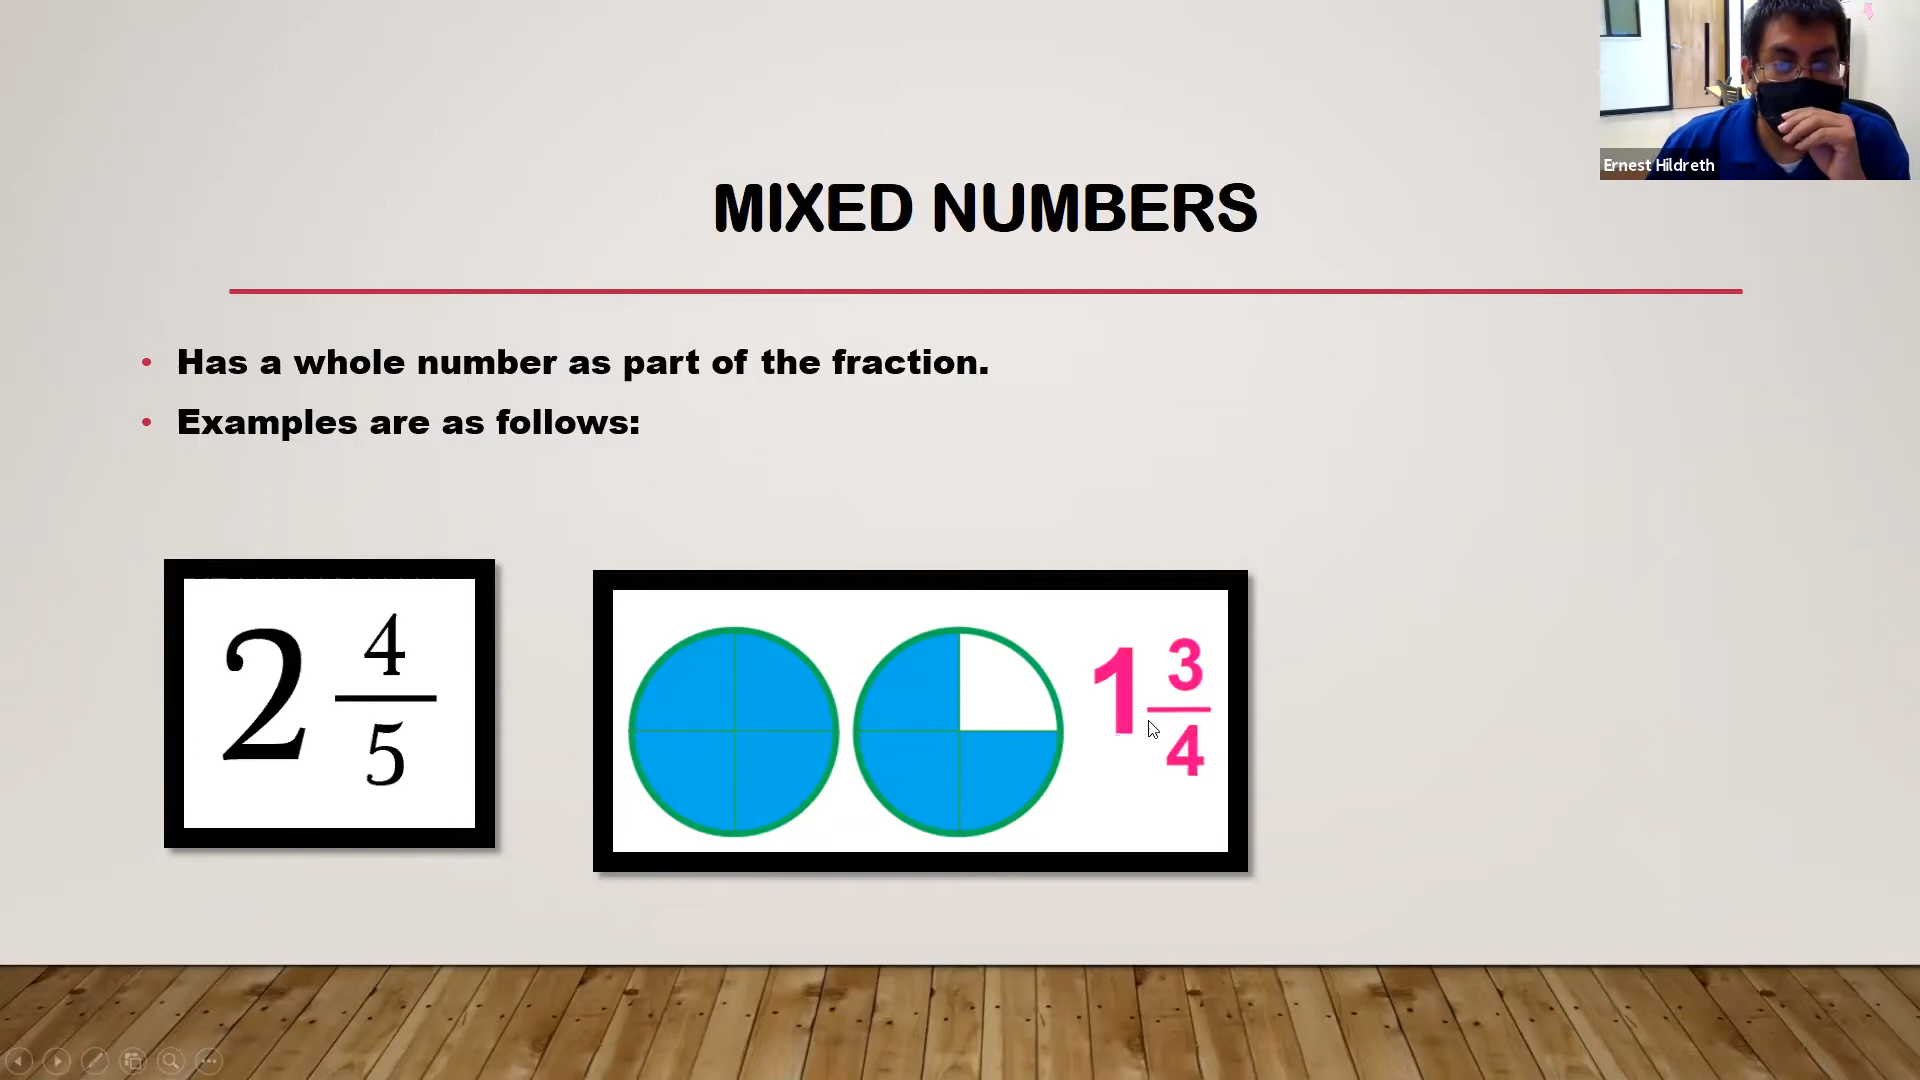 Ernest Hildreth
MIXED NUMBERS
• Has a whole number as part of the fraction.
• Examples are as follows:
2 4/5
1 3/4